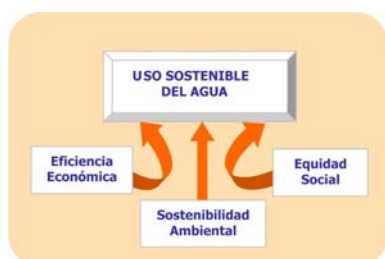 USO SOSTENIBLE
DEL AGUA
Eficiencia
Económica
Equidad
Social
Sostenibilidad
Ambiental